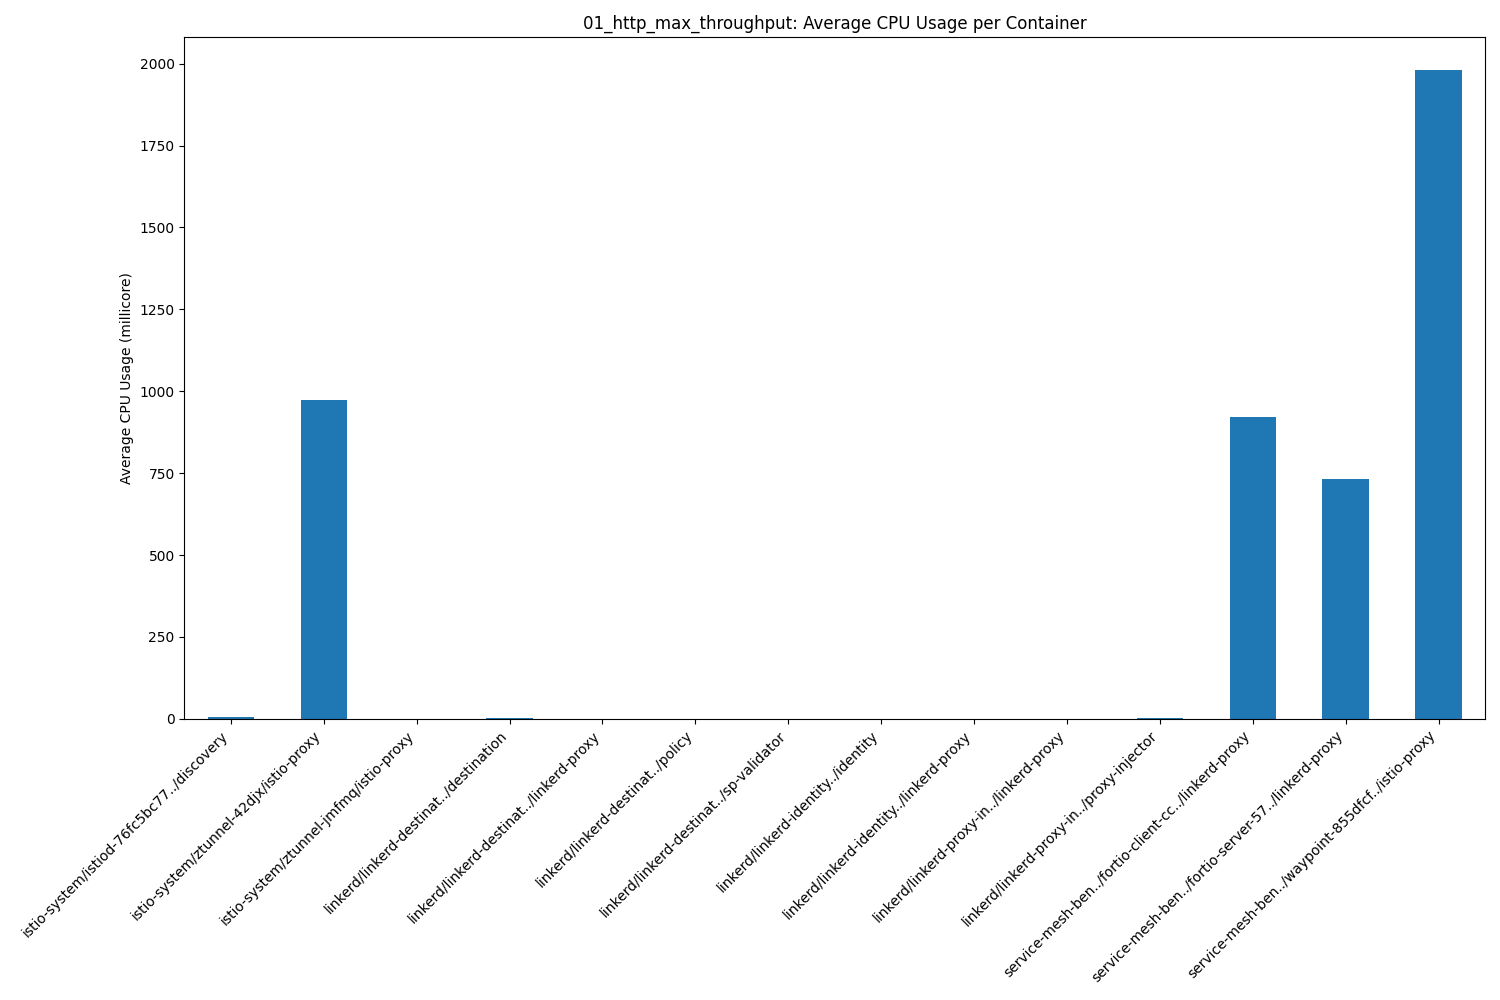 01_http_max_throughput: Average CPU Usage per Container
Average CPU Usage (millicore)
2000
1750
1500
1250
1000
750
500
250
0
istio-system/istiod-76fc5bc77../discovery
istio-system/ztunnel-42djx/istio-proxy
istio-system/ztunnel-jmfmq/istio-proxy
linkerd/linkerd-destinat../destination
linkerd/linkerd-destinat../linkerd-proxy
linkerd/linkerd-destinat../policy
linkerd/linkerd-destinat../sp-validator
linkerd/linkerd-identity../identity
linkerd/linkerd-identity../linkerd-proxy
linkerd/linkerd-proxy-in../linkerd-proxy
linkerd/linkerd-proxy-in../proxy-injector
service-mesh-ben../fortio-client-cc../linkerd-proxy
service-mesh-ben../fortio-server-57../linkerd-proxy
service-mesh-ben../waypoint-855dfcf../istio-proxy